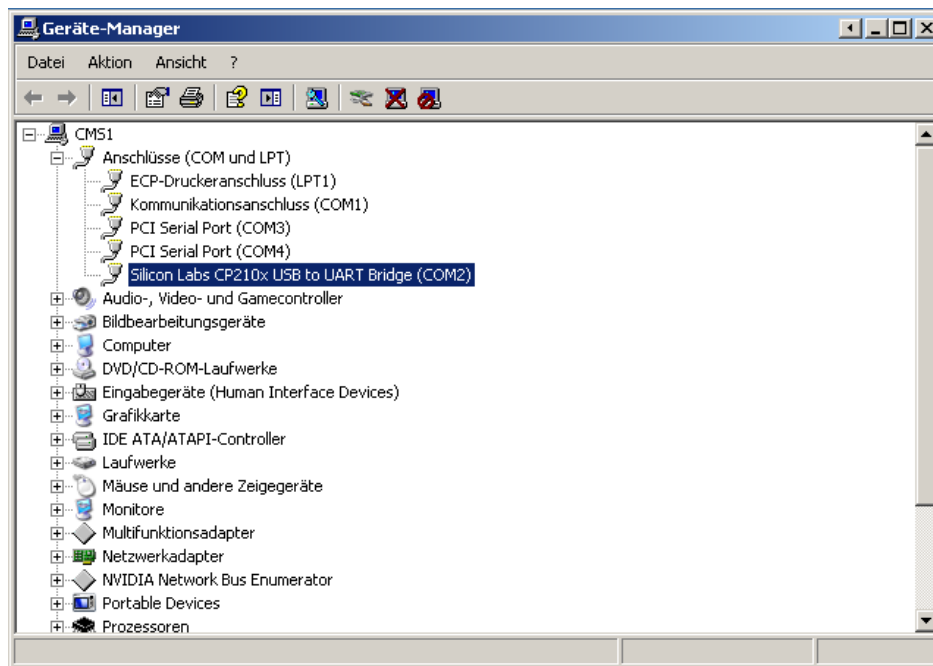 Geräte-Manager
Datei Aktion Ansicht ?
CMS1
Anschlüsse (COM und LPT)
ECP-Druckeranschluss (LPT1)
Kommunikationsanschluss (COM1)
PCI Serial Port (COM3)
PCI Serial Port (COM4)
Silicon Labs CP210x USB to UART Bridge (COM2)
Audio-, Video- und Gamecontroller
Bildbearbeitungsgeräte
Computer
DVD/CD-ROM-Laufwerke
Eingabegeräte (Human Interface Devices)
Grafikkarte
IDE ATA/ATAPI-Controller
Laufwerke
Mäuse und andere Zeigegeräte
Monitore
Multifunktionsadapter
Netzwerkadapter
NVIDIA Network Bus Enumerator
Portable Devices
Prozessoren